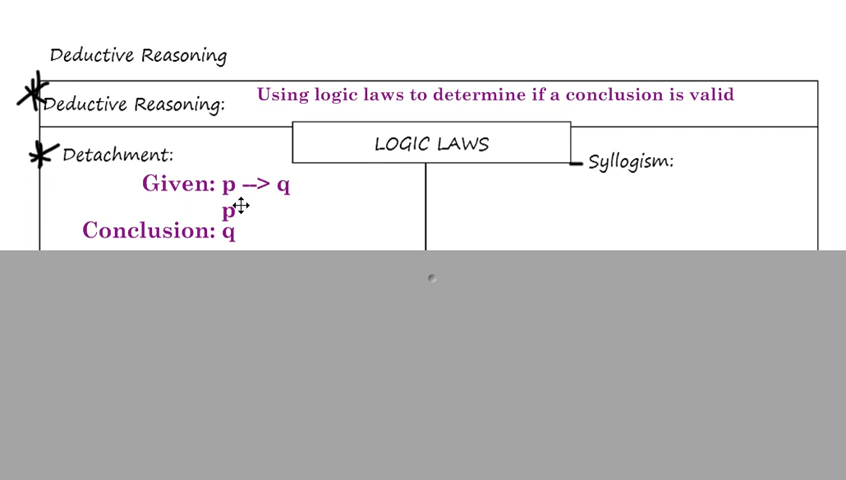 Deductive Reasoning
Deductive Reasoning:
Using logic laws to determine if a conclusion is valid
LOGIC LAWS
Detachment:
Given: p --> q
p
Conclusion: q
Syllogism: